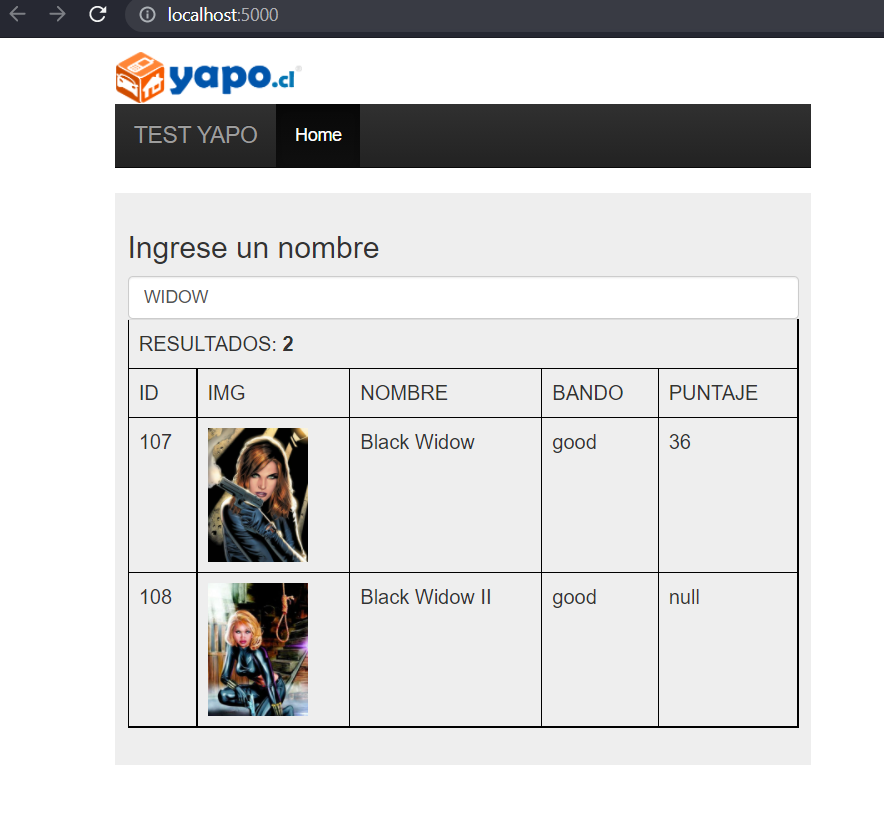 localhost:5000
yapo.cl®
TEST YAPO Home
Ingrese un nombre
WIDOW
RESULTADOS: 2
ID IMG NOMBRE BANDO PUNTAJE
107 Black Widow good 36
108 Black Widow II good null